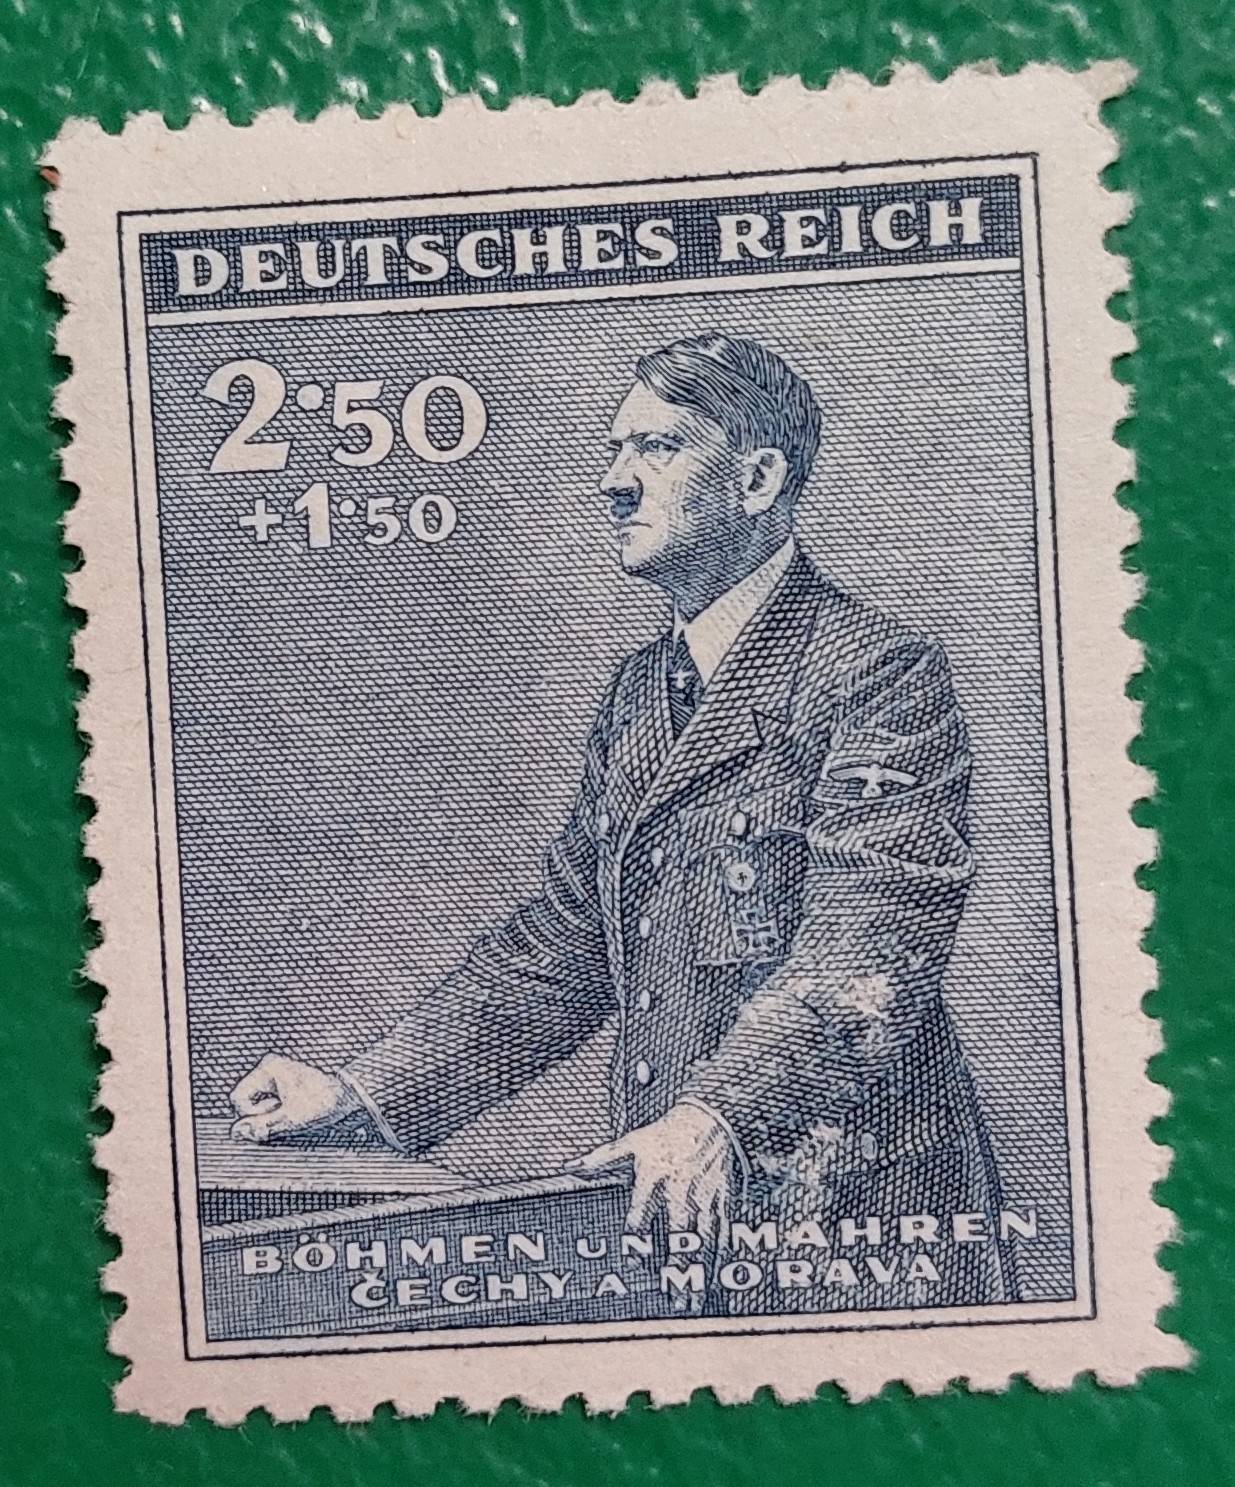 DEUTSCHES REICH
2·50
+1·50
BÖHMEN UND MÄHREN
ČECHY A MORAVA